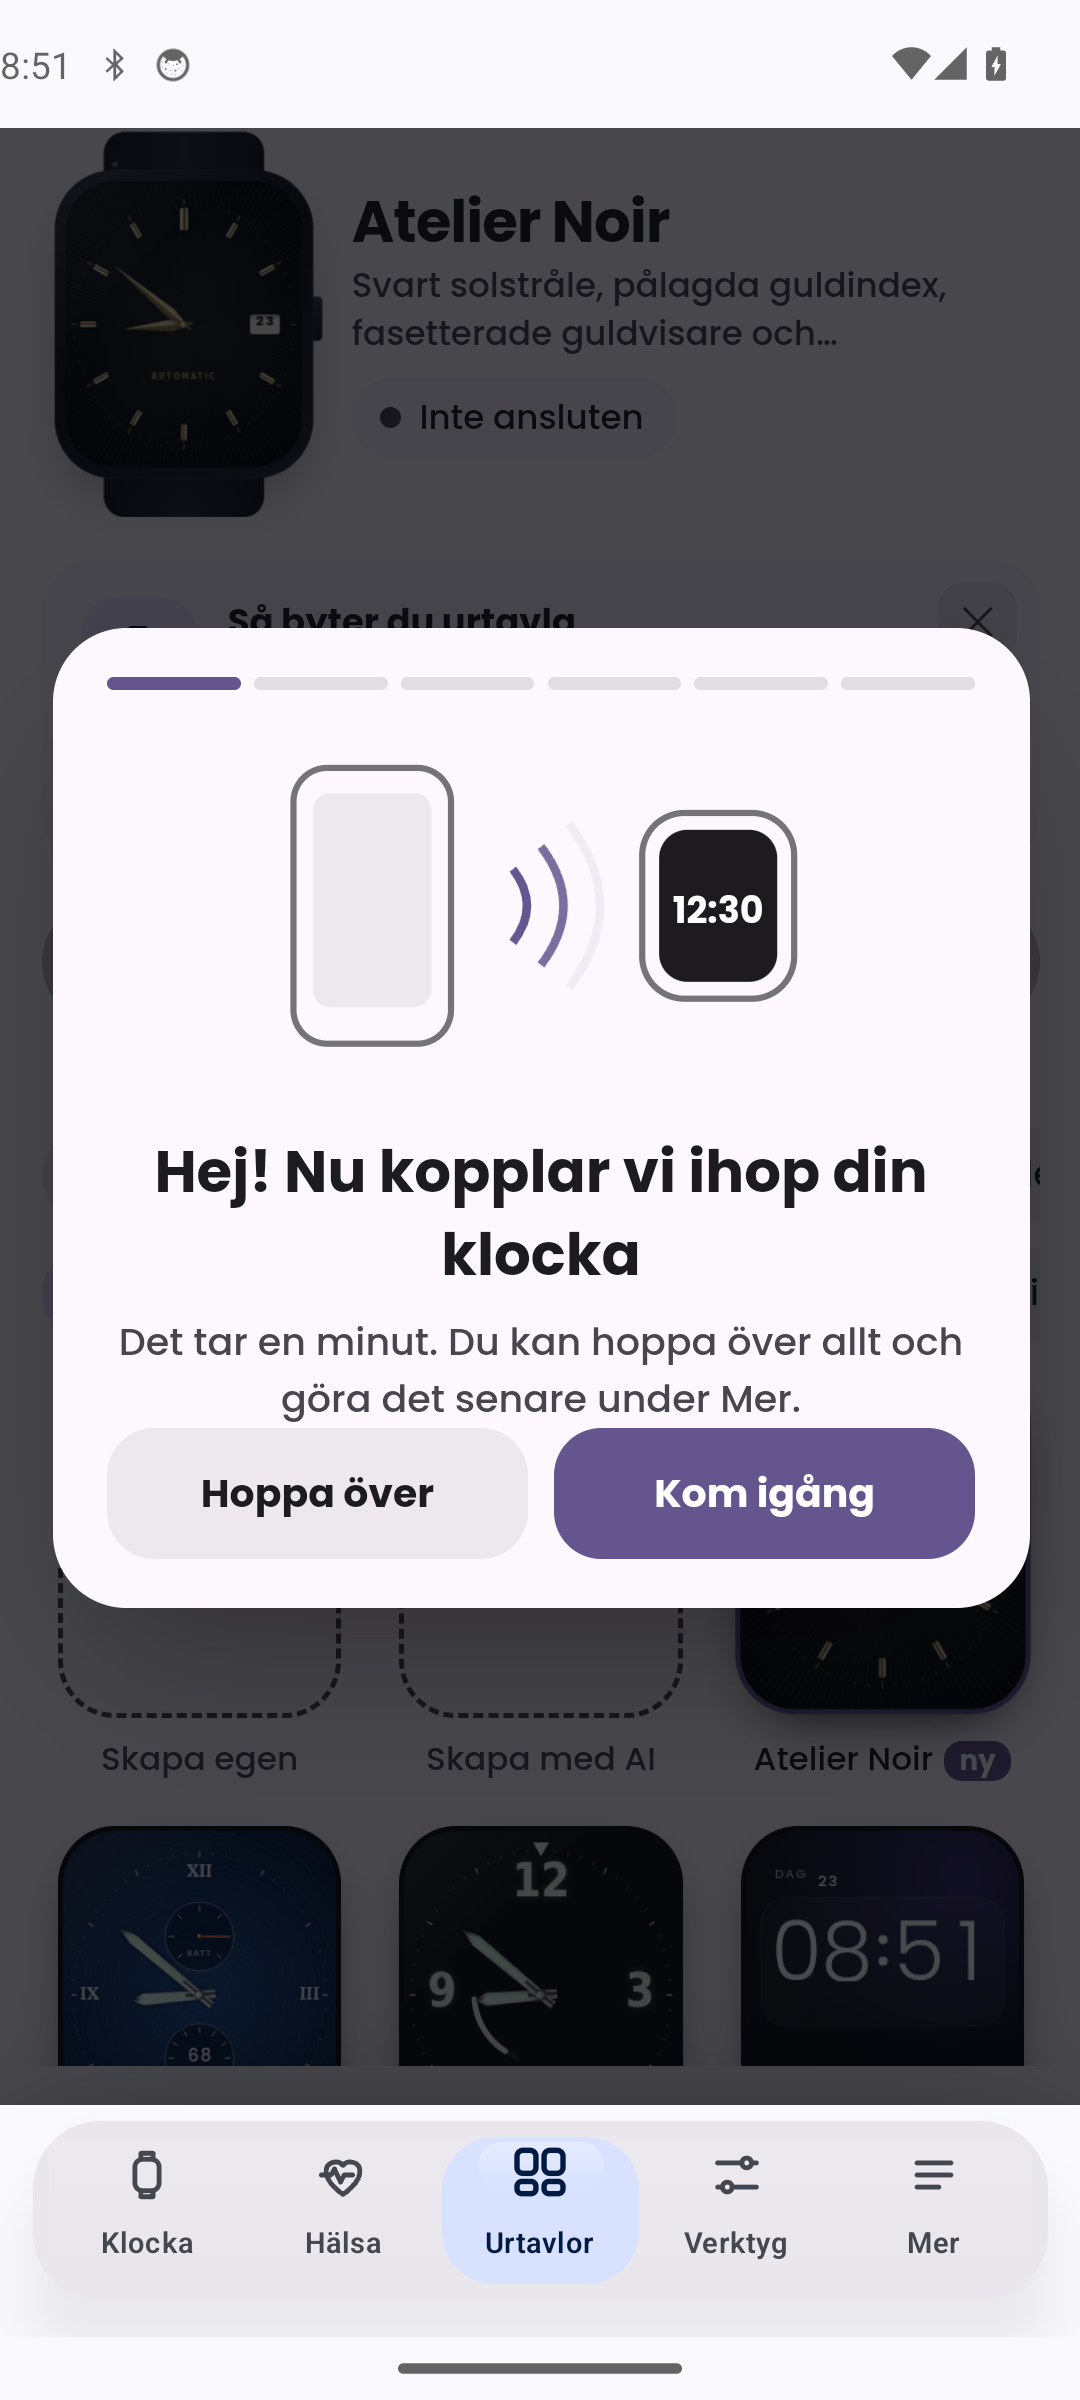 8:51
Atelier Noir
Svart solstråle, pålagda guldindex,
fasetterade guldvisare och...
23
AUTOMATIC
Inte ansluten
Så byter du urtavla
12:30
Hej! Nu kopplar vi ihop din
klocka
Det tar en minut. Du kan hoppa över allt och
göra det senare under Mer.
Hoppa över
Kom igång
Skapa egen
Skapa med AI
Atelier Noir ny
XII
BATT
IX
III
68
12
9
3
DAG 23
08:51
Klocka
Hälsa
Urtavlor
Verktyg
Mer